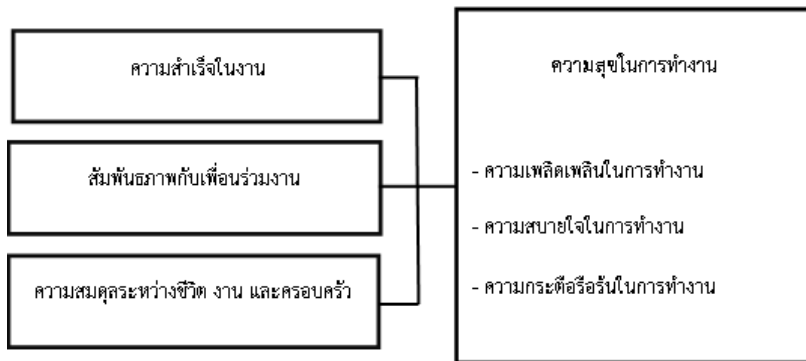 ความสำเร็จในงาน
สัมพันธภาพกับเพื่อนร่วมงาน
ความสมดุลระหว่างชีวิต งาน และครอบครัว
ความสุขในการทำงาน
- ความเพลิดเพลินในการทำงาน
- ความสบายใจในการทำงาน
- ความกระตือรือร้นในการทำงาน